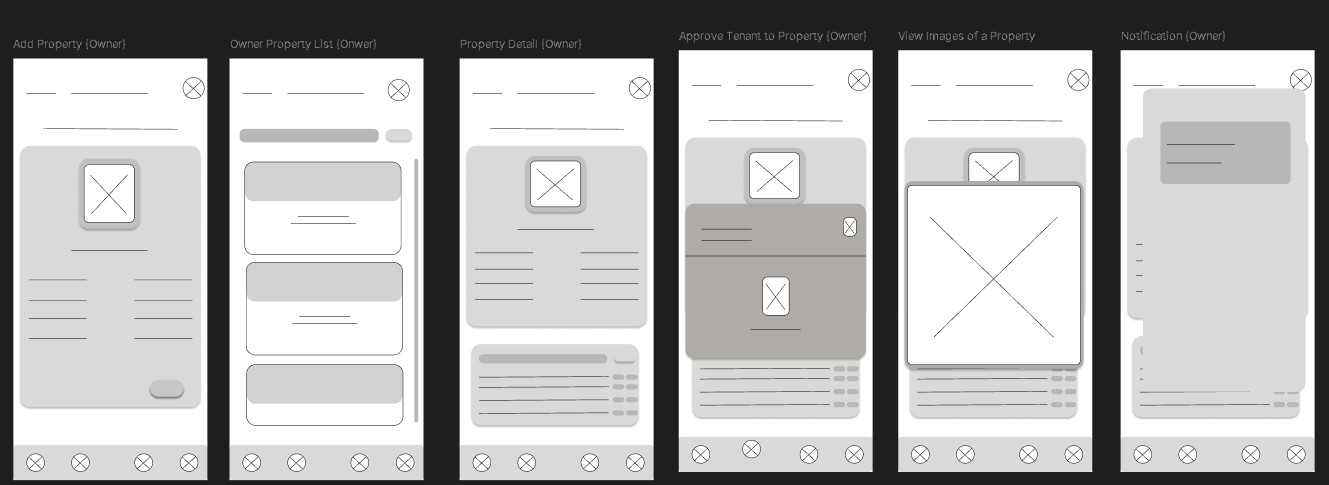 Add Property (Owner)
Owner Property List (Onwer)
Property Detail (Owner)
Approve Tenant to Property (Owner)
View Images of a Property
Notification (Owner)